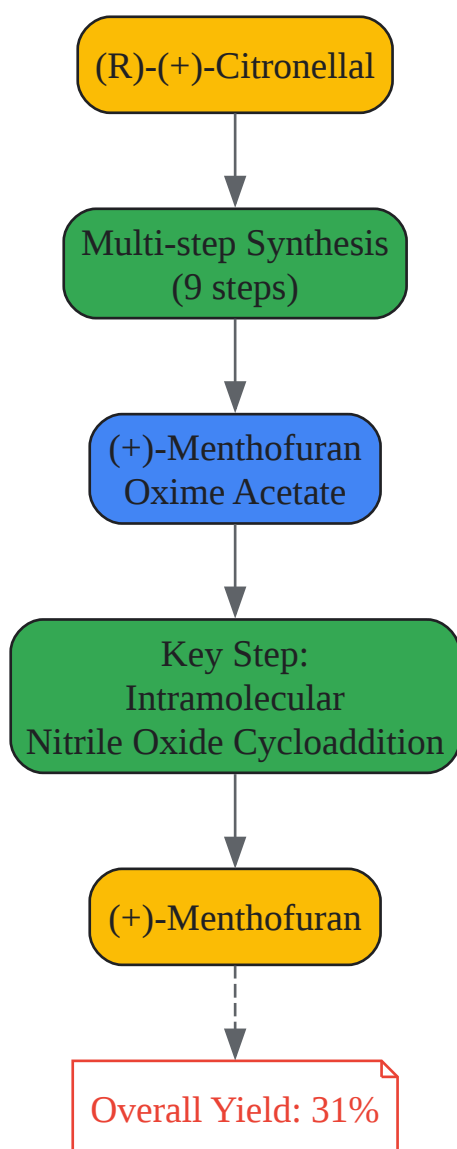 (R)-(+)-Citronellal
Multi-step Synthesis
(9 steps)
(+)-Menthofuran
Oxime Acetate
Key Step:
Intramolecular
Nitrile Oxide Cycloaddition
(+)-Menthofuran
Overall Yield: 31%